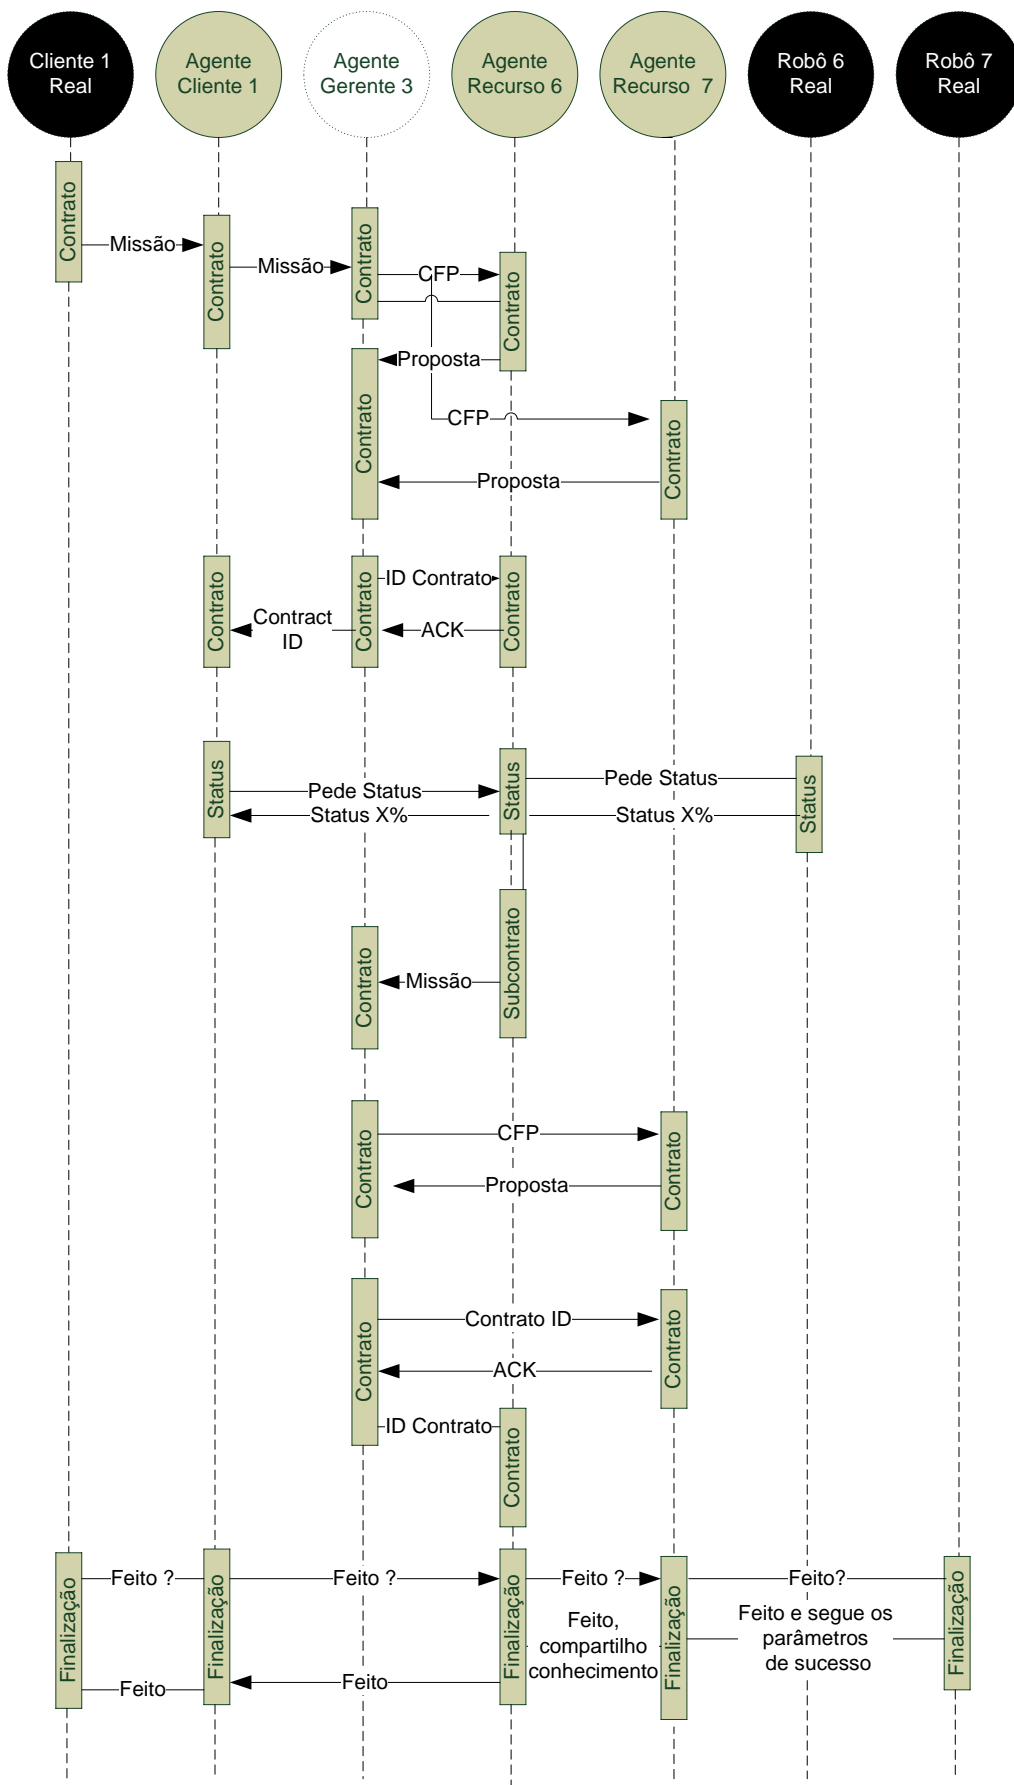 Cliente 1
Real
Agente
Cliente 1
Agente
Gerente 3
Agente
Recurso 6
Agente
Recurso 7
Robô 6
Real
Robô 7
Real
Contrato
Missão
Contrato
Missão
Contrato
CFP
Contrato
Proposta
Contrato
CFP
Contrato
Proposta
Contrato
Contrato
ID Contrato
Contrato
Contract
ID
ACK
Status
Pede Status
Status X%
Status
Pede Status
Status X%
Status
Subcontrato
Contrato
Missão
Contrato
CFP
Proposta
Contrato
Contrato
Contrato ID
ACK
Contrato
ID Contrato
Contrato
Finalização
Feito ?
Feito
Finalização
Feito ?
Feito
Finalização
Feito ?
Feito,
compartilho
conhecimento
Finalização
Feito?
Feito e segue os
parâmetros
de sucesso
Finalização